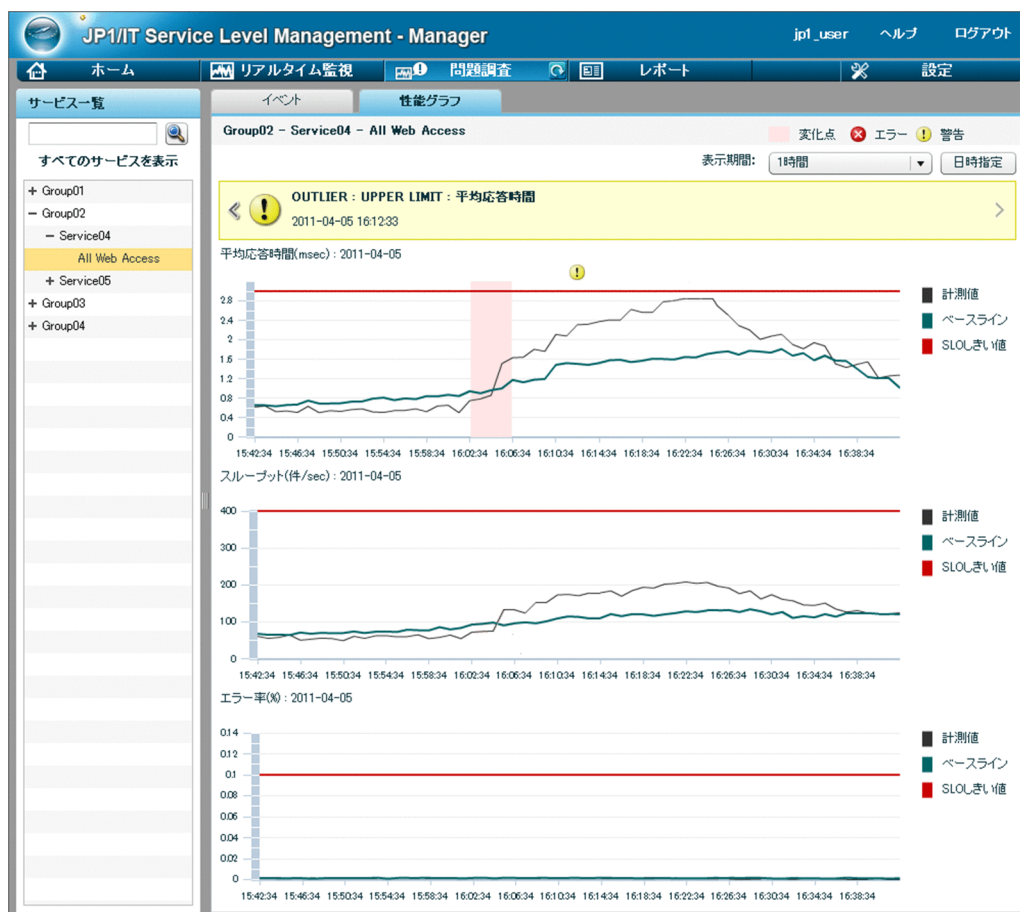 JP1/IT Service Level Management - Manager
jp1_user ヘルプ ログアウト
ホーム リアルタイム監視 問題調査 レポート 設定
サービス一覧
すべてのサービスを表示
+ Group01
− Group02
− Service04
All Web Access
+ Service05
+ Group03
+ Group04
イベント 性能グラフ
Group02 - Service04 - All Web Access
変化点 エラー 警告
表示期間: 1時間 日時指定
OUTLIER : UPPER LIMIT : 平均応答時間
2011-04-05 16:12:33
平均応答時間(msec) : 2011-04-05
2.8
2.4
2
1.6
1.2
0.8
0.4
0
15:42:34 15:46:34 15:50:34 15:54:34 15:58:34 16:02:34 16:06:34 16:10:34 16:14:34 16:18:34 16:22:34 16:26:34 16:30:34 16:34:34 16:38:34
計測値
ベースライン
SLOしきい値
スループット(件/sec) : 2011-04-05
400
300
200
100
0
15:42:34 15:46:34 15:50:34 15:54:34 15:58:34 16:02:34 16:06:34 16:10:34 16:14:34 16:18:34 16:22:34 16:26:34 16:30:34 16:34:34 16:38:34
計測値
ベースライン
SLOしきい値
エラー率(%) : 2011-04-05
0.14
0.12
0.1
0.08
0.06
0.04
0.02
0
15:42:34 15:46:34 15:50:34 15:54:34 15:58:34 16:02:34 16:06:34 16:10:34 16:14:34 16:18:34 16:22:34 16:26:34 16:30:34 16:34:34 16:38:34
計測値
ベースライン
SLOしきい値